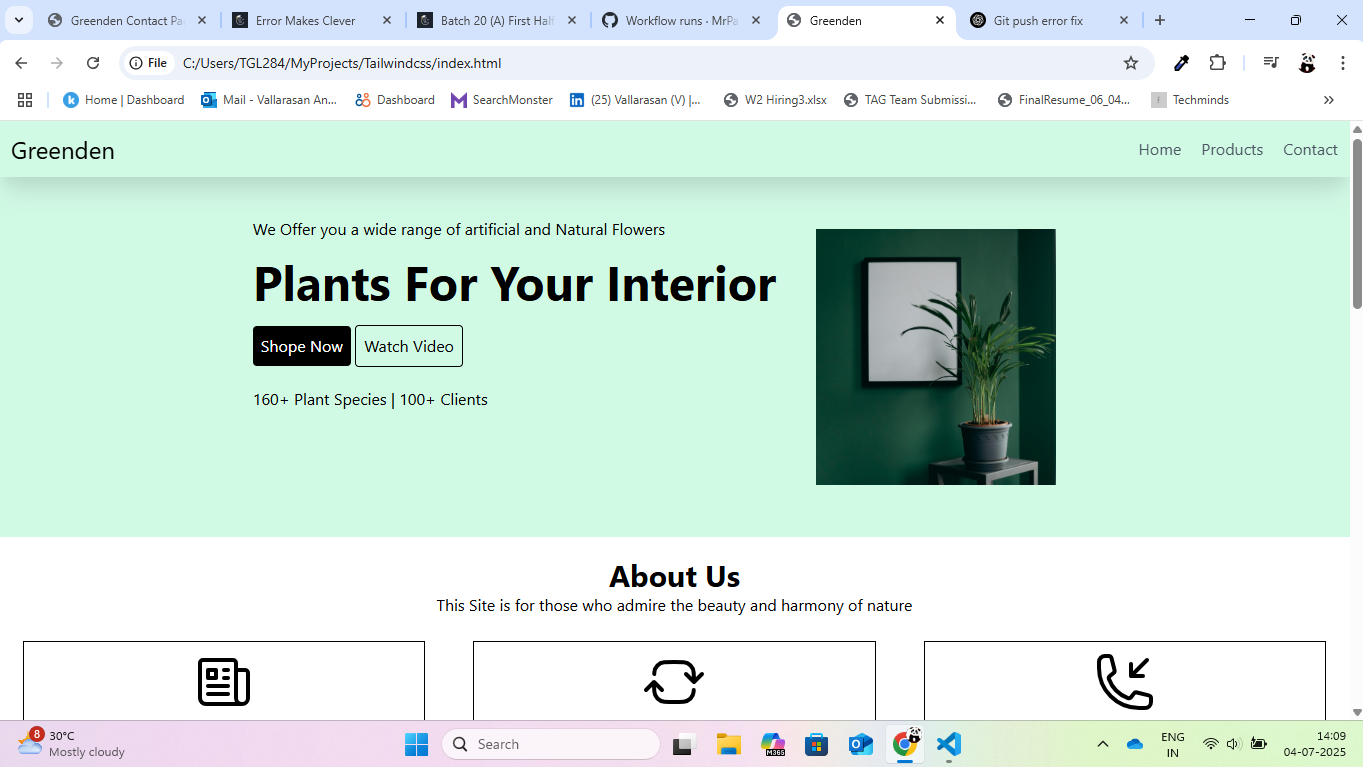 Greenden Contact Pa
Error Makes Clever
Batch 20 (A) First Half
Workflow runs · MrPa
Greenden
Git push error fix
File
C:/Users/TGL284/MyProjects/Tailwindcss/index.html
Home | Dashboard
Mail - Vallarasan An...
Dashboard
SearchMonster
(25) Vallarasan (V) |...
W2 Hiring3.xlsx
TAG Team Submissi...
FinalResume_06_04...
Techminds
Greenden
Home
Products
Contact
We Offer you a wide range of artificial and Natural Flowers
Plants For Your Interior
Shope Now
Watch Video
160+ Plant Species | 100+ Clients
About Us
This Site is for those who admire the beauty and harmony of nature
8
30°C
Mostly cloudy
Search
M365
ENG
IN
14:09
04-07-2025